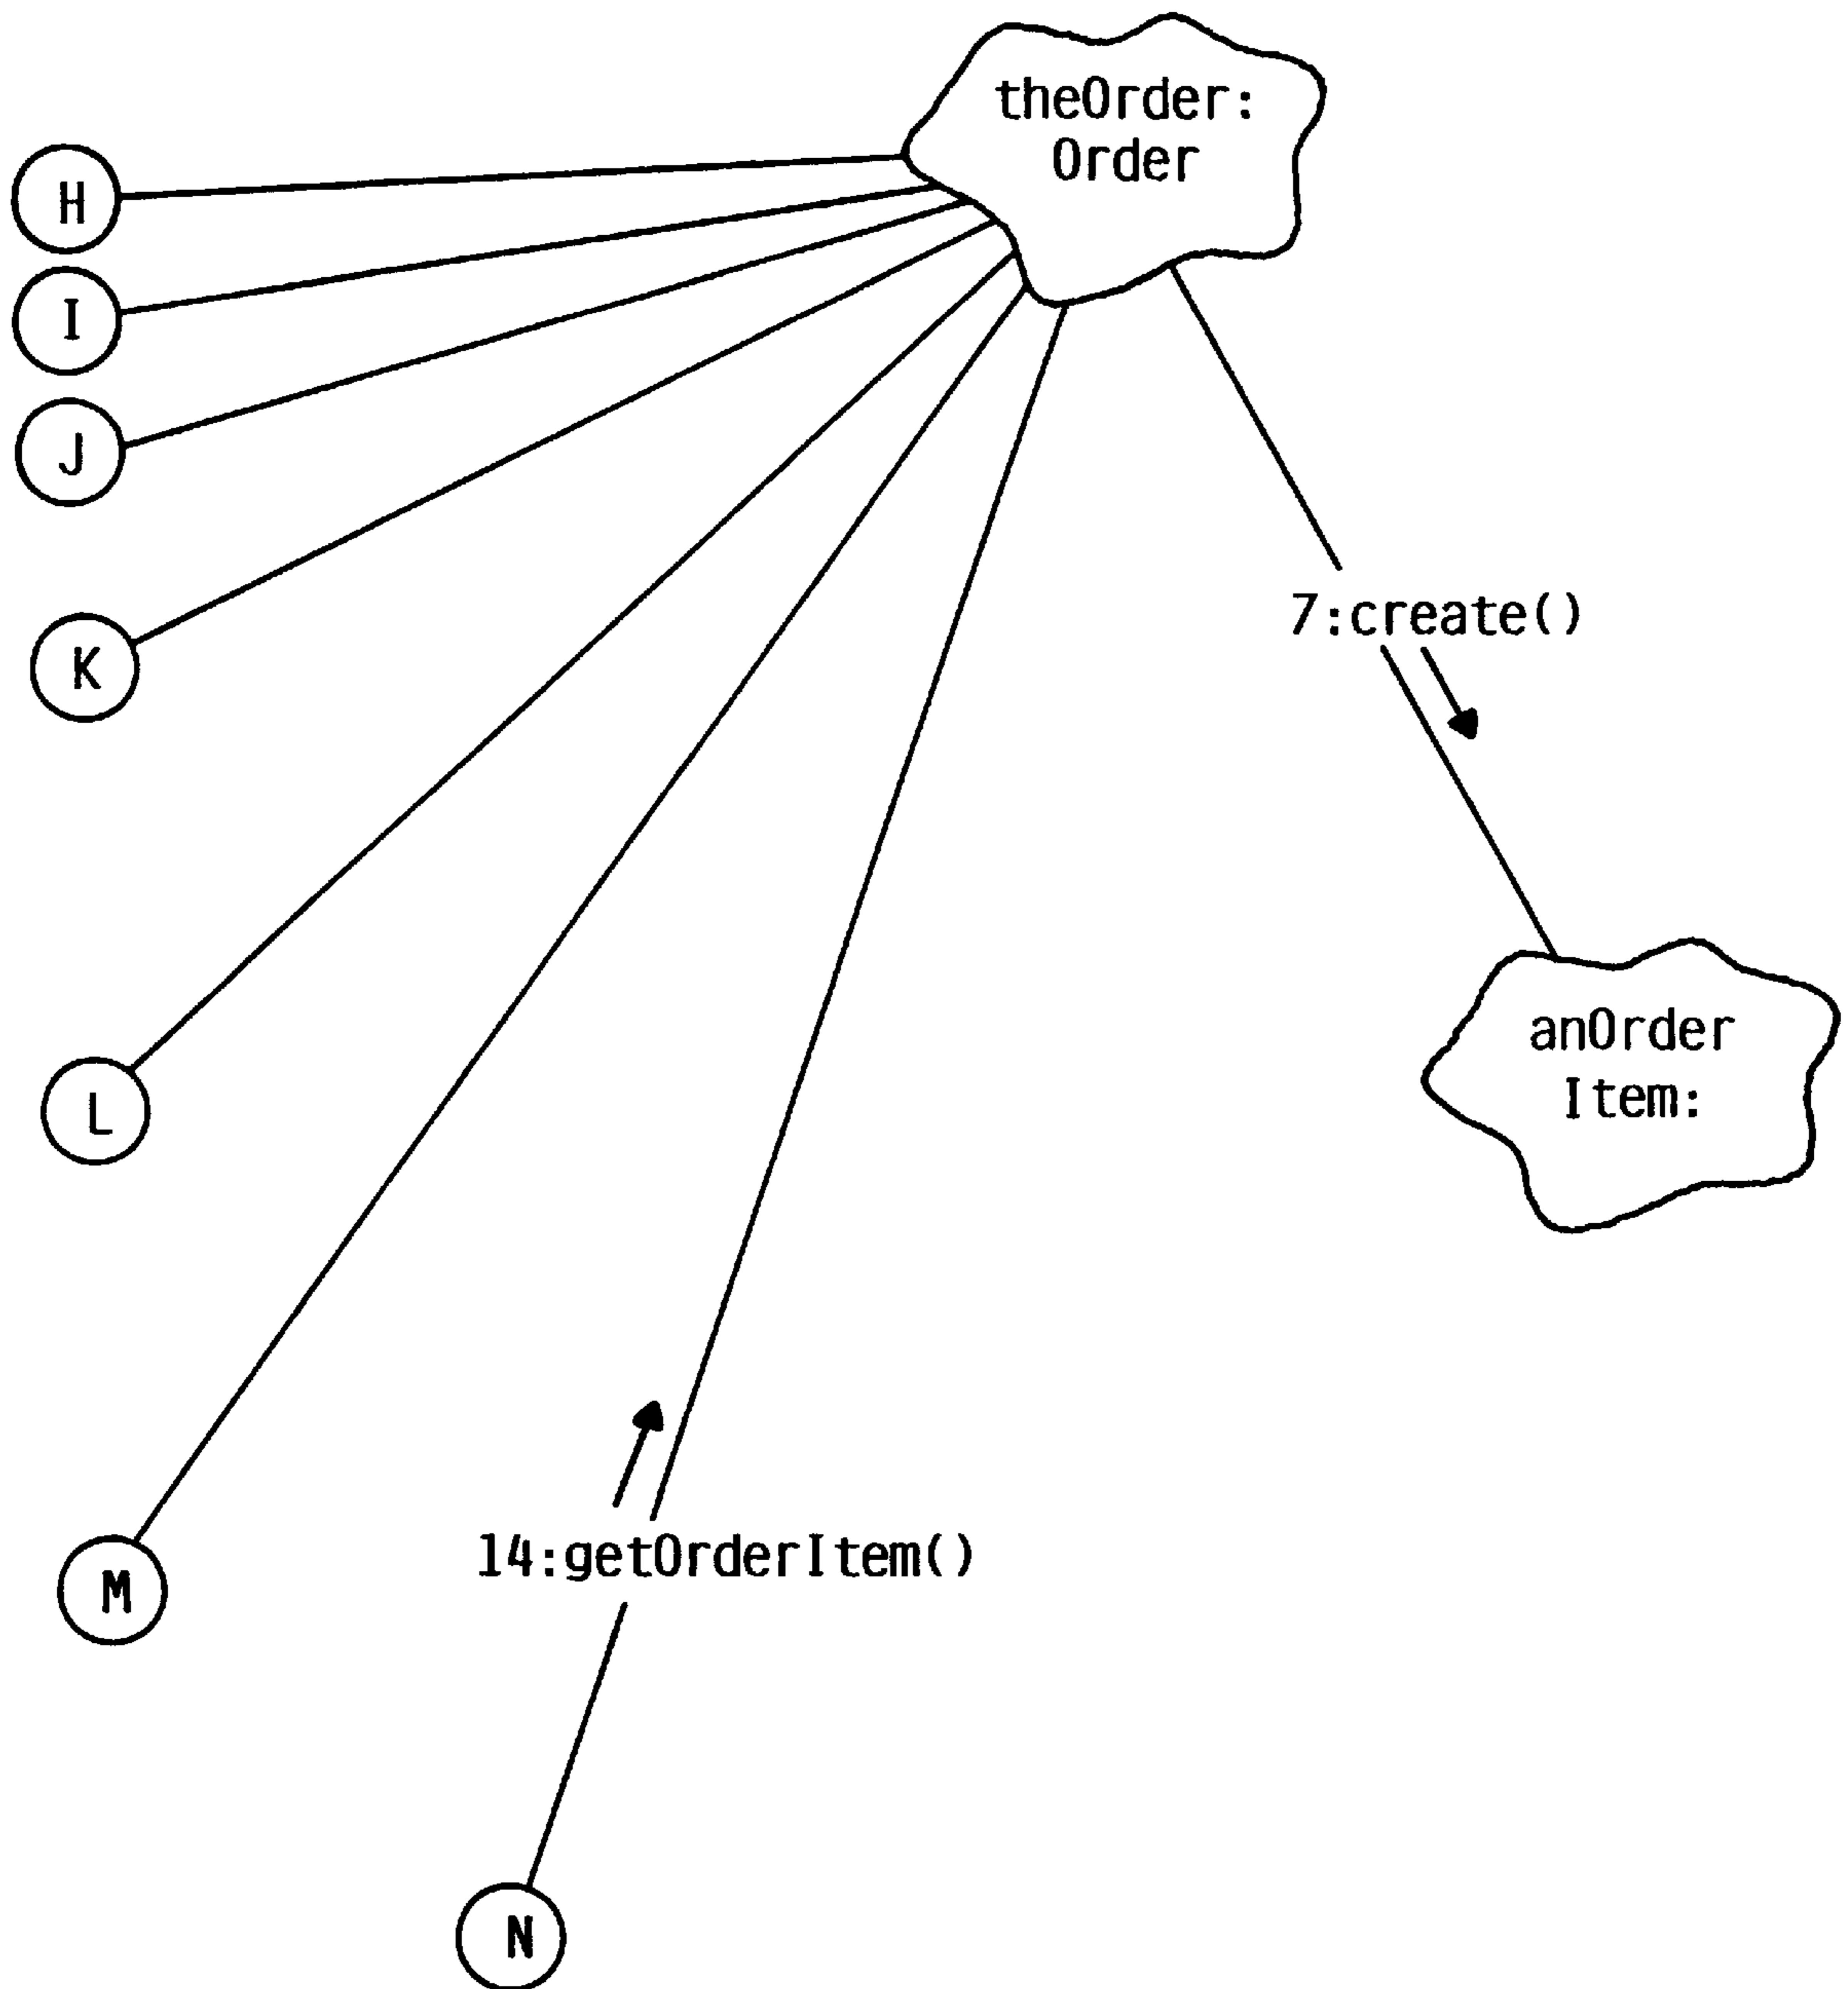 theOrder:
Order
H
I
J
K
7:create()
anOrder
Item:
L
M
14:getOrderItem()
N